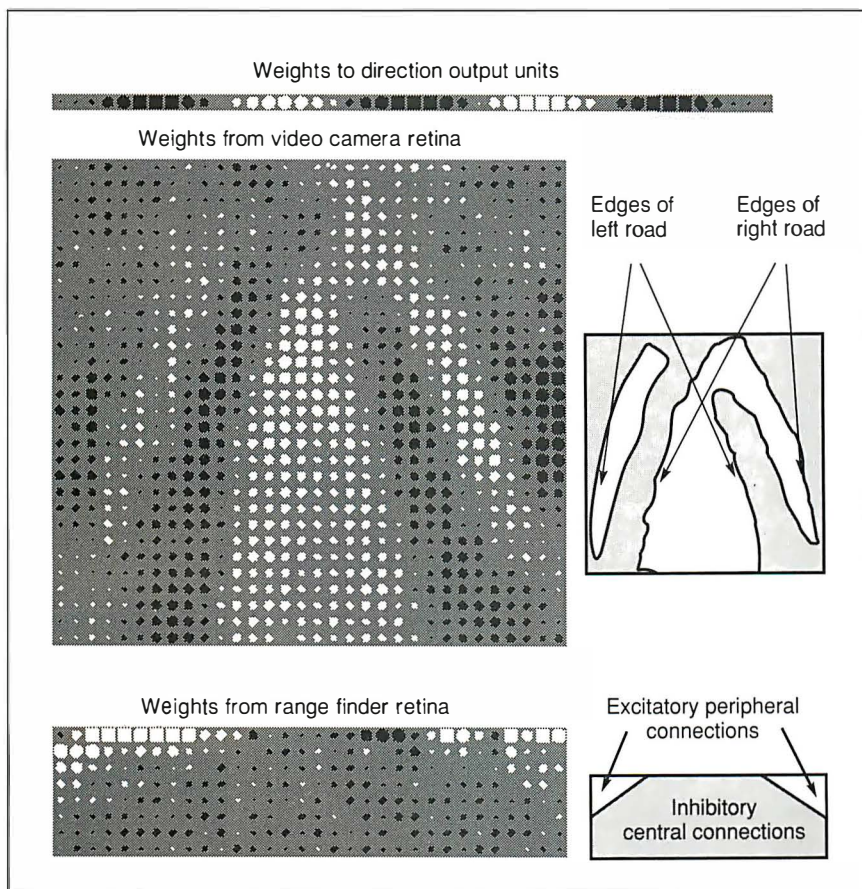 Weights to direction output units
Weights from video camera retina
Edges of
left road
Edges of
right road
Weights from range finder retina
Excitatory peripheral
connections
Inhibitory
central connections